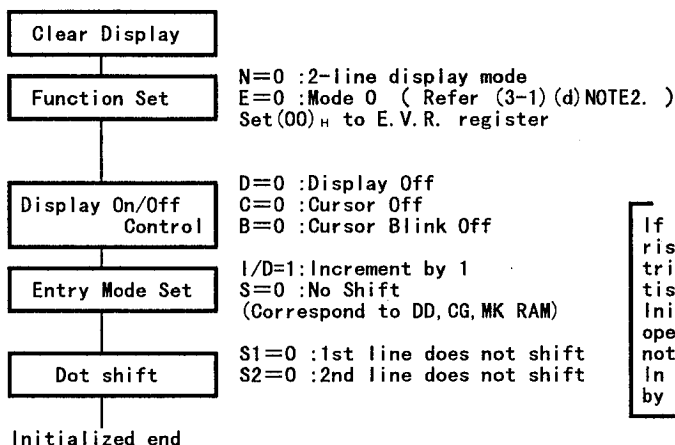 Clear Display
Function Set
N=0 :2-line display mode
E=0 :Mode 0 ( Refer (3-1)(d)NOTE2. )
Set(00)H to E.V.R. register
Display On/Off
Control
D=0 :Display Off
C=0 :Cursor Off
B=0 :Cursor Blink Off
Entry Mode Set
I/D=1:Increment by 1
S=0 :No Shift
(Correspond to DD,CG,MK RAM)
Dot shift
S1=0 :1st line does not shift
S2=0 :2nd line does not shift
Initialized end
If
ris
tri
tis
Ini
ope
not
In
by